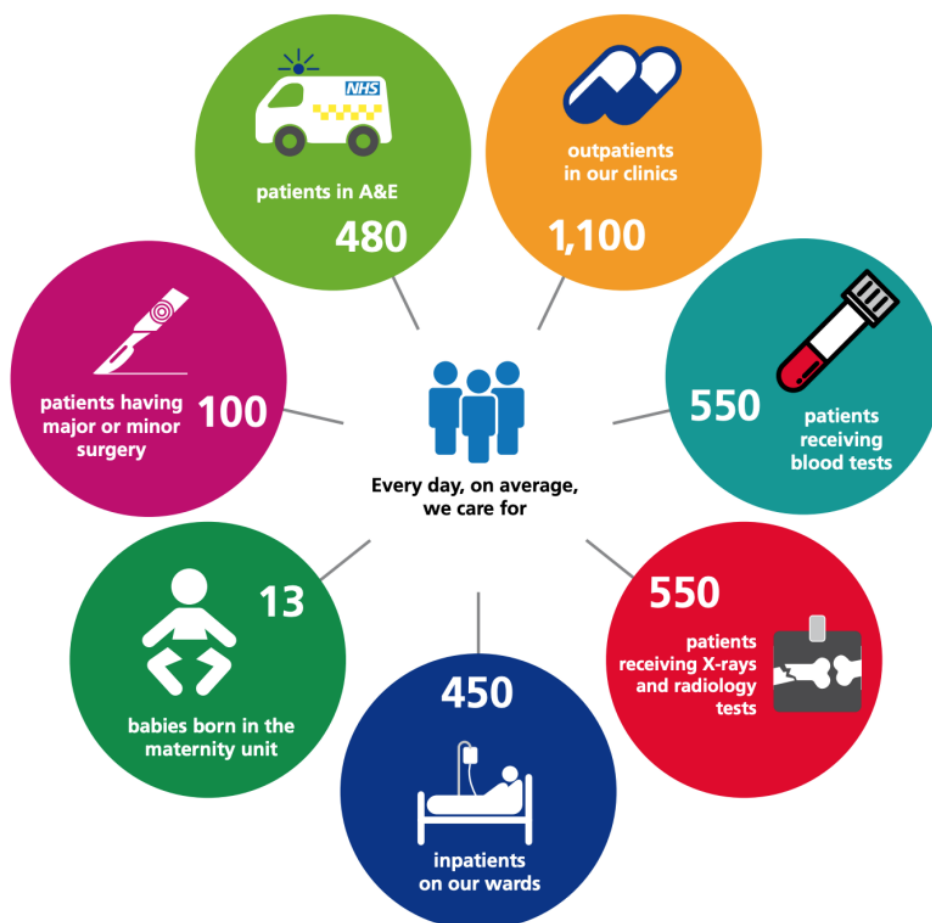 Every day, on average,
we care for
NHS
patients in A&E
480
outpatients
in our clinics
1,100
550
patients
receiving
blood tests
550
patients
receiving X-rays
and radiology
tests
450
inpatients
on our wards
13
babies born in the
maternity unit
patients having
major or minor
surgery
100